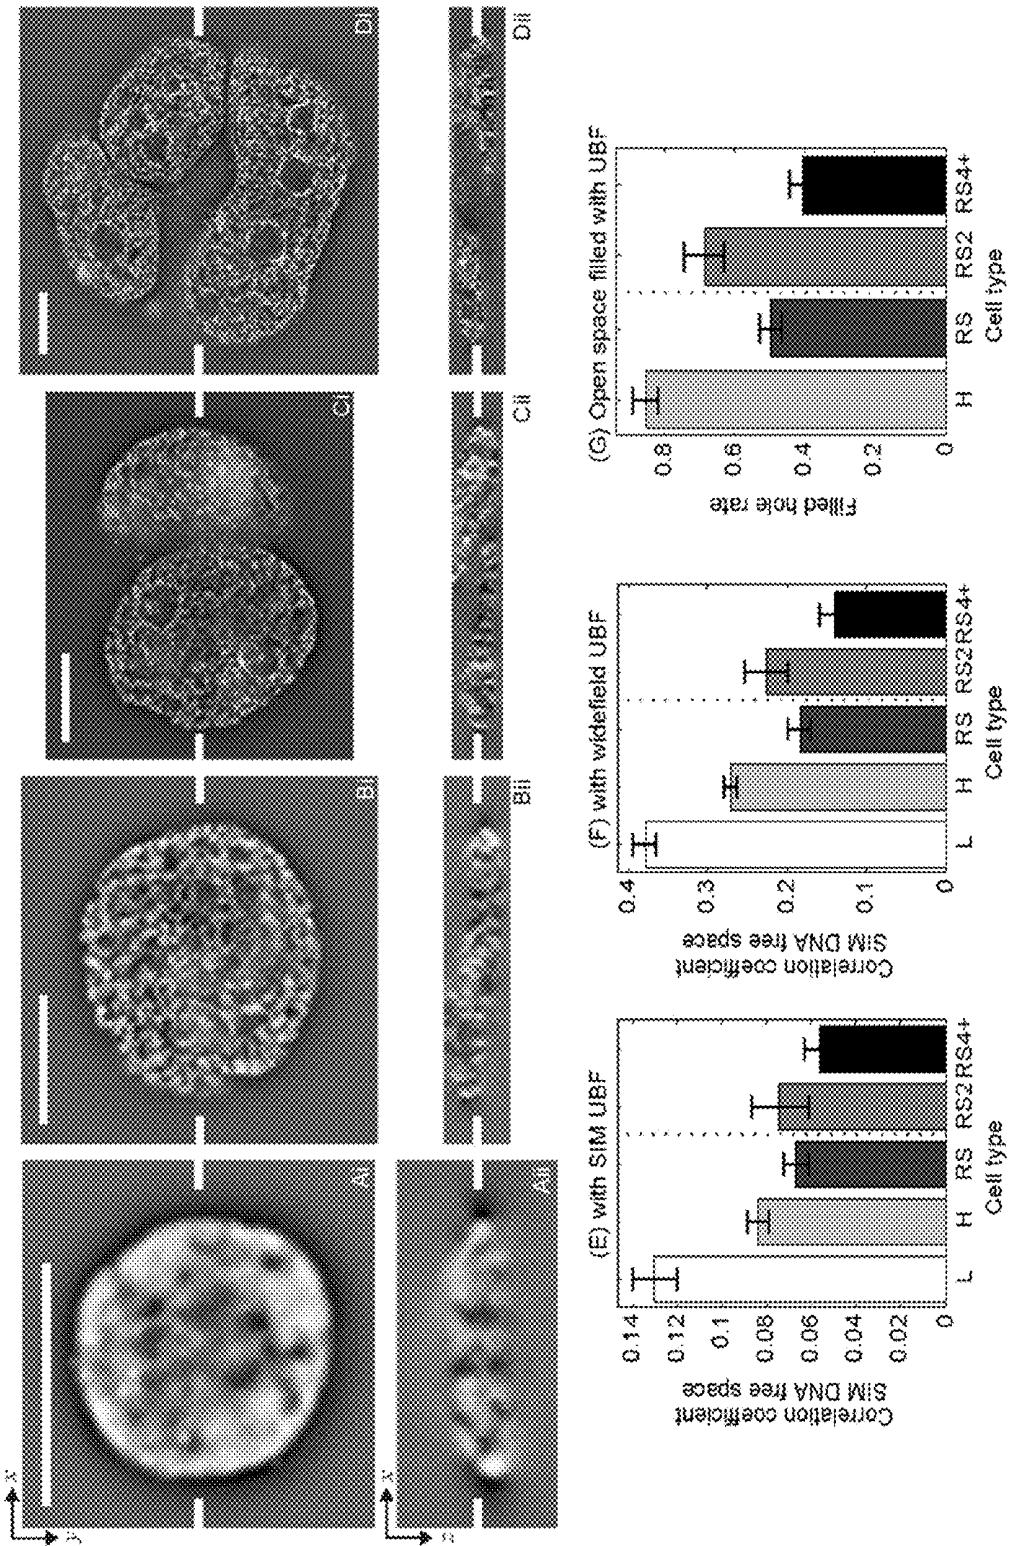 x
y
Ai
Bi
Ci
Di
x
z
Aii
Bii
Cii
Dii
(E) with SIM UBF
Correlation coefficient
SIM DNA free space
0.14
0.12
0.1
0.08
0.06
0.04
0.02
0
L H RS RS2 RS4+
Cell type
(F) with widefield UBF
Correlation coefficient
SIM DNA free space
0.4
0.3
0.2
0.1
0
L H RS RS2 RS4+
Cell type
(G) Open space filled with UBF
Filled hole rate
0.8
0.6
0.4
0.2
0
H RS RS2 RS4+
Cell type